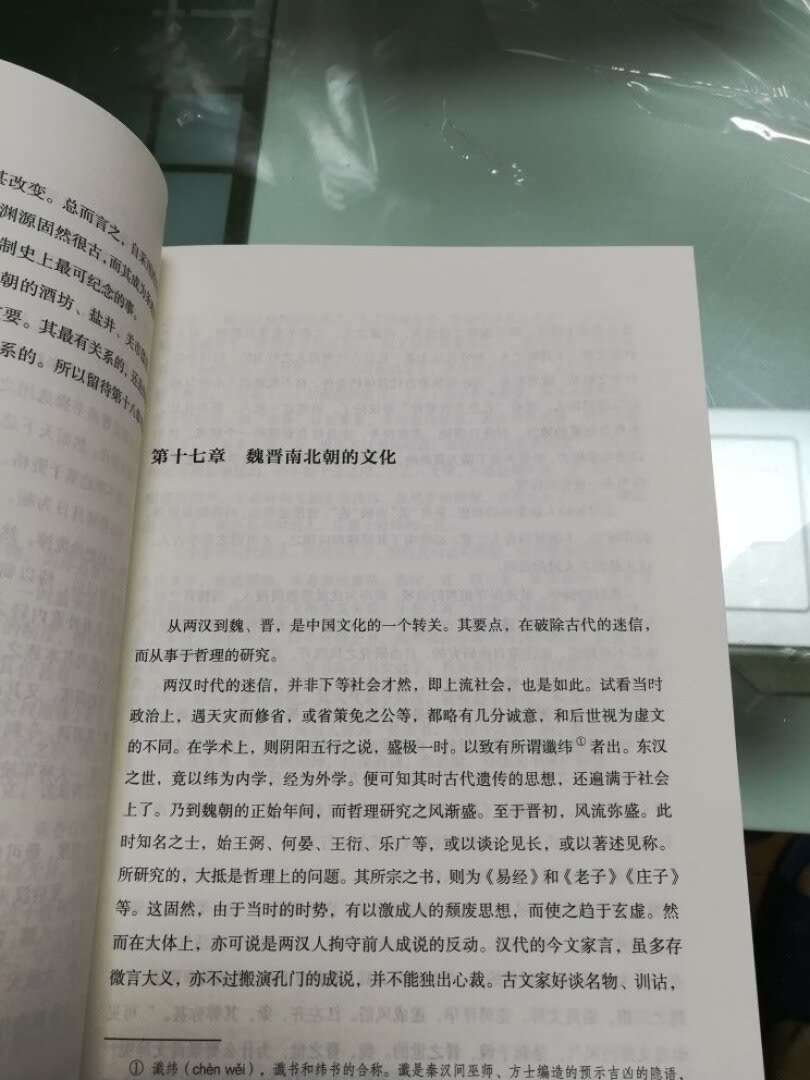 其改变。总而言之，自采用
渊源固然很古，而其成为
制史上最可纪念的事。
朝的酒坊、盐井、关市
要。其最有关系的，还
系的。所以留待第十八
第十七章 魏晋南北朝的文化
从两汉到魏、晋，是中国文化的一个转关。其要点，在破除古代的迷信，
而从事于哲理的研究。
两汉时代的迷信，并非下等社会才然，即上流社会，也是如此。试看当时
政治上，遇天灾而修省，或省策免之公等，都略有几分诚意，和后世视为虚文
的不同。在学术上，则阴阳五行之说，盛极一时。以致有所谓谶纬①者出。东汉
之世，竟以纬为内学，经为外学。便可知其时古代遗传的思想，还遍满于社会
上了。乃到魏朝的正始年间，而哲理研究之风渐盛。至于晋初，风流弥盛。此
时知名之士，始王弼、何晏、王衍、乐广等，或以谈论见长，或以著述见称。
所研究的，大抵是哲理上的问题。其所宗之书，则为《易经》和《老子》《庄子》
等。这固然，由于当时的时势，有以激成人的颓废思想，而使之趋于玄虚。然
而在大体上，亦可说是两汉人拘守前人成说的反动。汉代的今文家言，虽多存
微言大义，亦不过搬演孔门的成说，并不能独出心裁。古文家好谈名物、训诂，
① 谶纬（chèn wěi），谶书和纬书的合称。谶是秦汉间巫师、方士编造的预示吉凶的隐语，